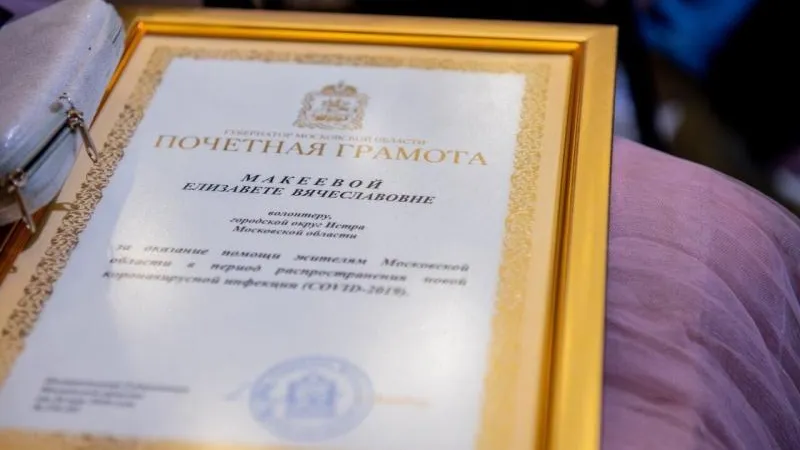 ГУБЕРНАТОР МОСКОВСКОЙ ОБЛАСТИ
ПОЧЕТНАЯ ГРАМОТА
МАКЕЕВОЙ
ЕЛИЗАВЕТЕ ВЯЧЕСЛАВОВНЕ
волонтеру,
городской округ Истра
Московской области
за оказание помощи жителям Московской
области в период распространения новой
коронавирусной инфекции (COVID-2019).